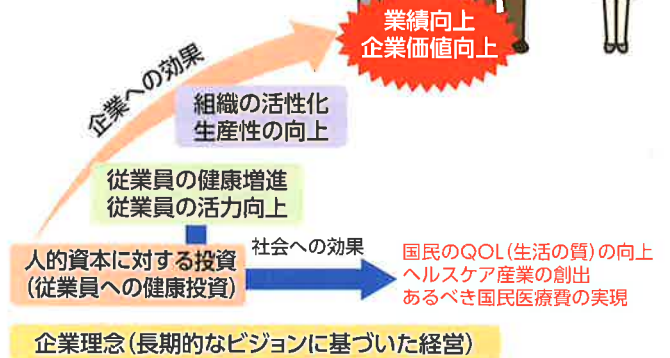 業績向上
企業価値向上
企業への効果
組織の活性化
生産性の向上
従業員の健康増進
従業員の活力向上
人的資本に対する投資
(従業員への健康投資)
社会への効果
国民のQOL(生活の質)の向上
ヘルスケア産業の創出
あるべき国民医療費の実現
企業理念(長期的なビジョンに基づいた経営)